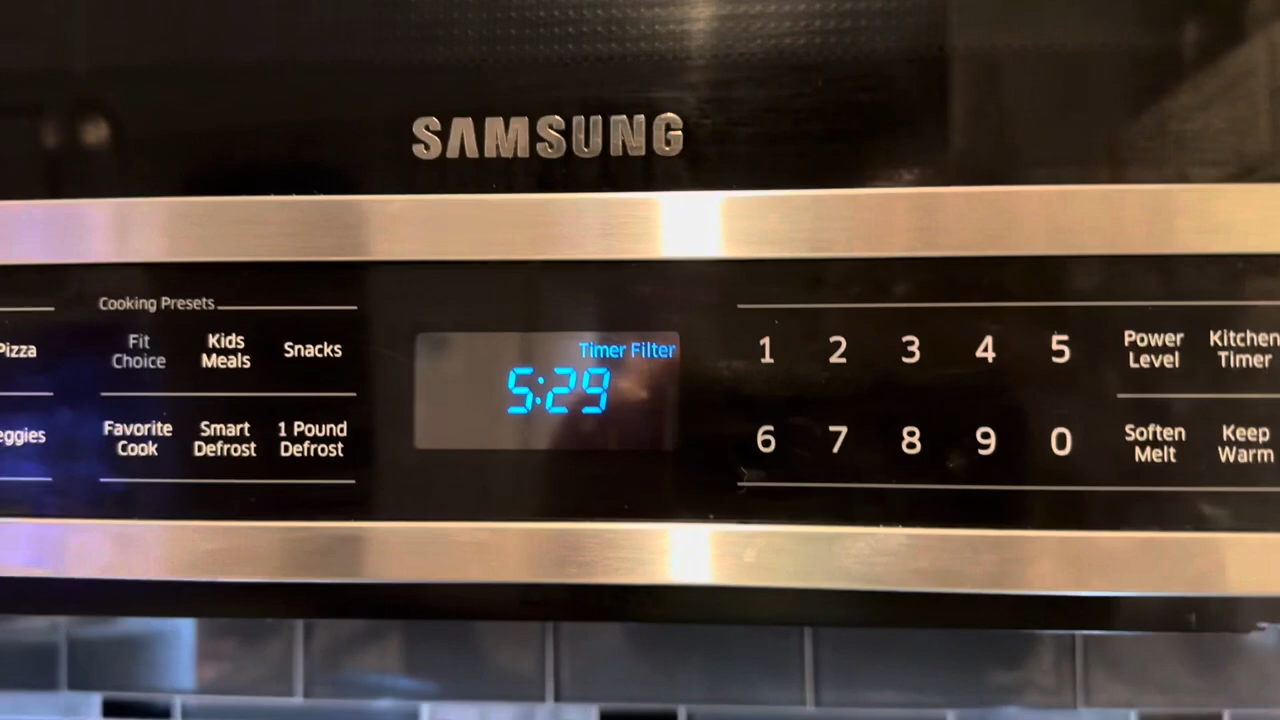 SAMSUNG
Cooking Presets
Pizza
Fit
Choice
Kids
Meals
Snacks
eggies
Favorite
Cook
Smart
Defrost
1 Pound
Defrost
Timer Filter
5:29
1 2 3 4 5
6 7 8 9 0
Power
Level
Kitchen
Timer
Soften
Melt
Keep
Warm